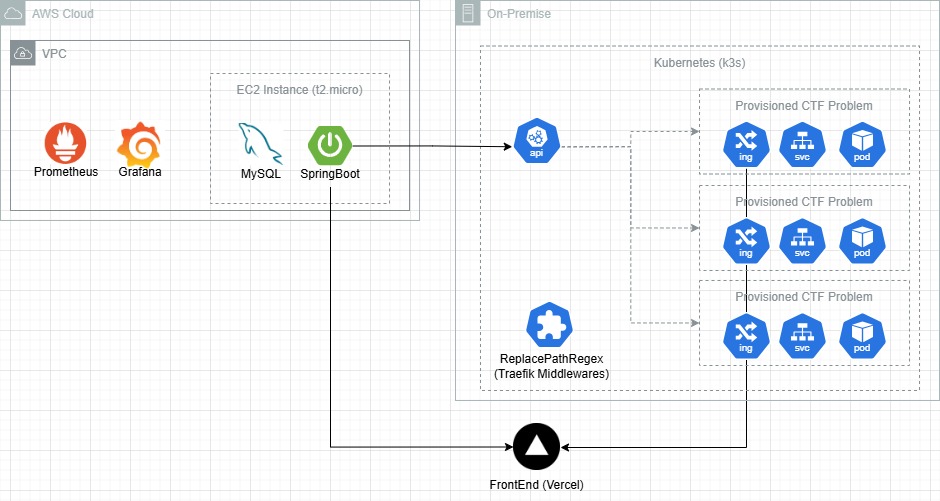 AWS Cloud
VPC
EC2 Instance (t2.micro)
Prometheus
Grafana
MySQL
SpringBoot
On-Premise
Kubernetes (k3s)
api
Provisioned CTF Problem
ing
svc
pod
Provisioned CTF Problem
ing
svc
pod
Provisioned CTF Problem
ing
svc
pod
ReplacePathRegex
(Traefik Middlewares)
FrontEnd (Vercel)